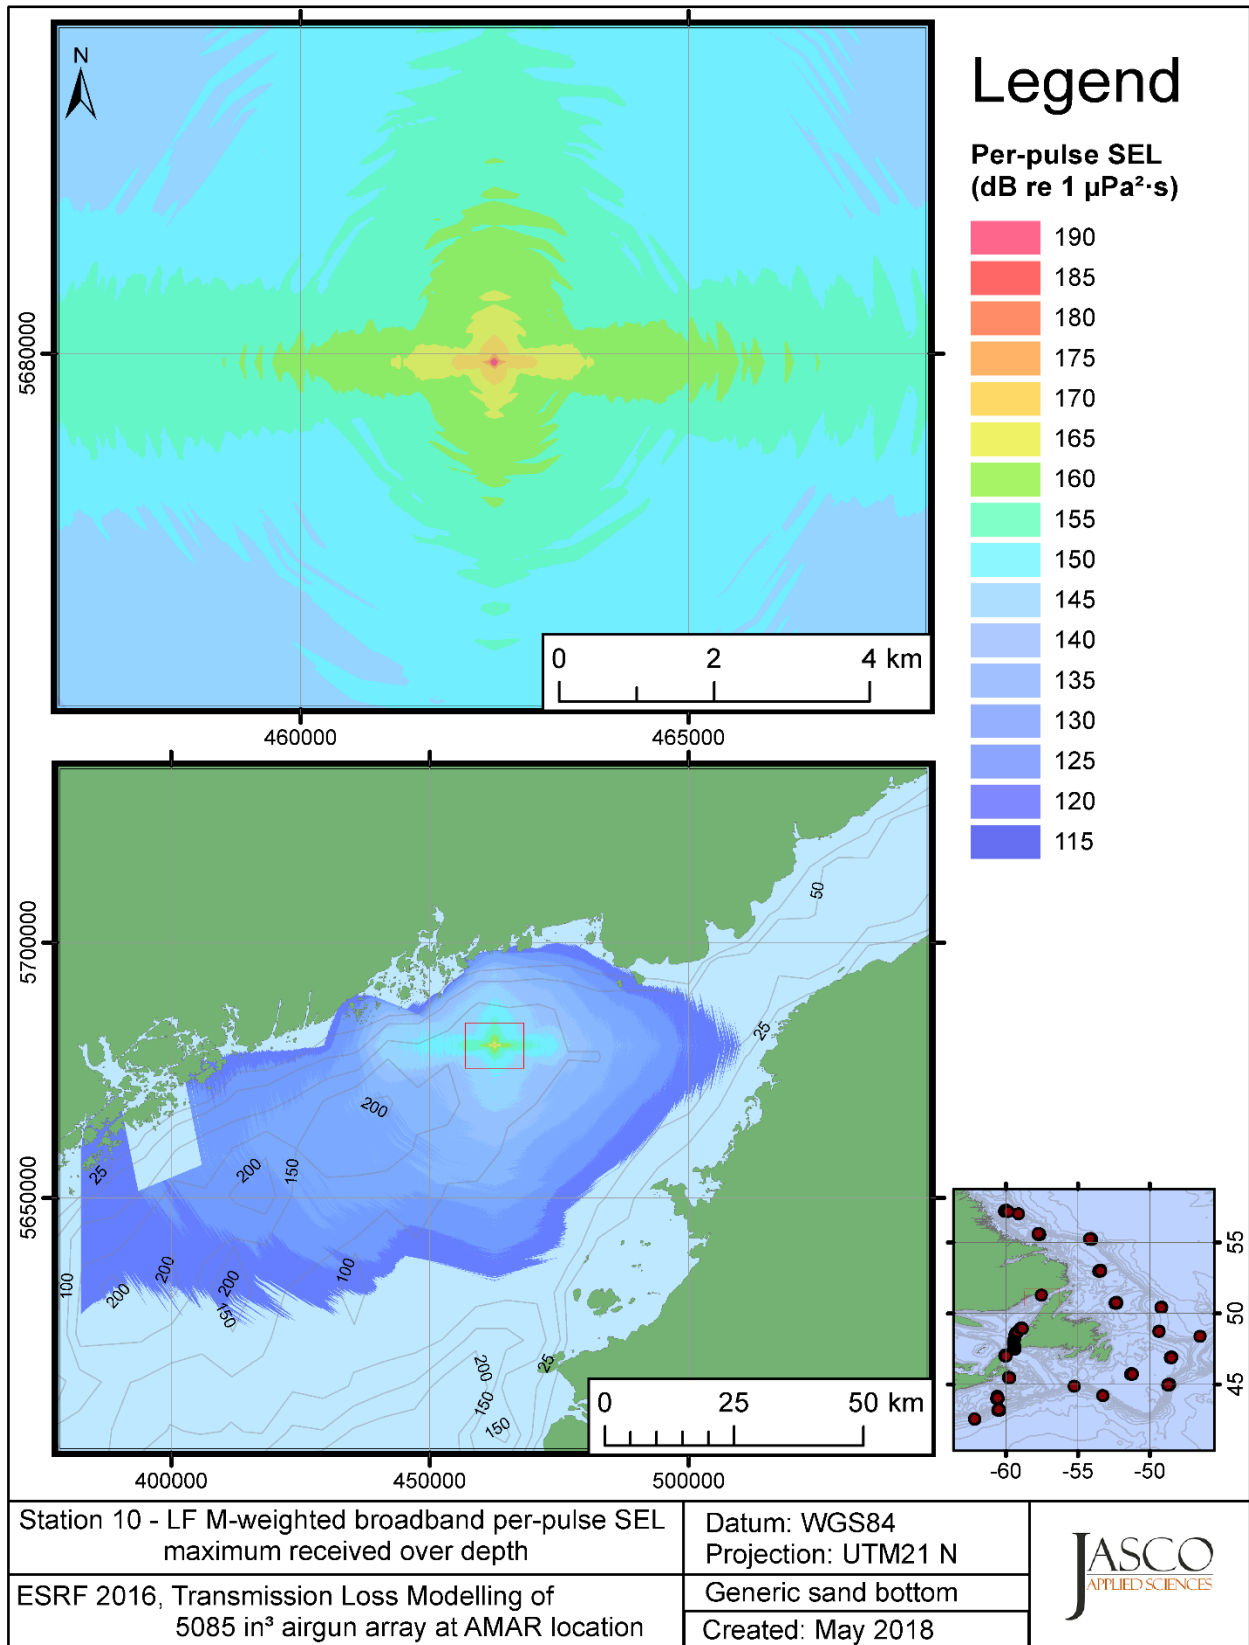 N
5680000
0 2 4 km
460000 465000
Legend
Per-pulse SEL
(dB re 1 µPa²·s)
190
185
180
175
170
165
160
155
150
145
140
135
130
125
120
115
5700000
5650000
50
25
200
200
150
25
100
200
200
200
150
100
25
200
150
150
0 25 50 km
400000 450000 500000
55
50
45
-60 -55 -50
Station 10 - LF M-weighted broadband per-pulse SEL
maximum received over depth
ESRF 2016, Transmission Loss Modelling of
5085 in³ airgun array at AMAR location
Datum: WGS84
Projection: UTM21 N
Generic sand bottom
Created: May 2018
JASCO
APPLIED SCIENCES